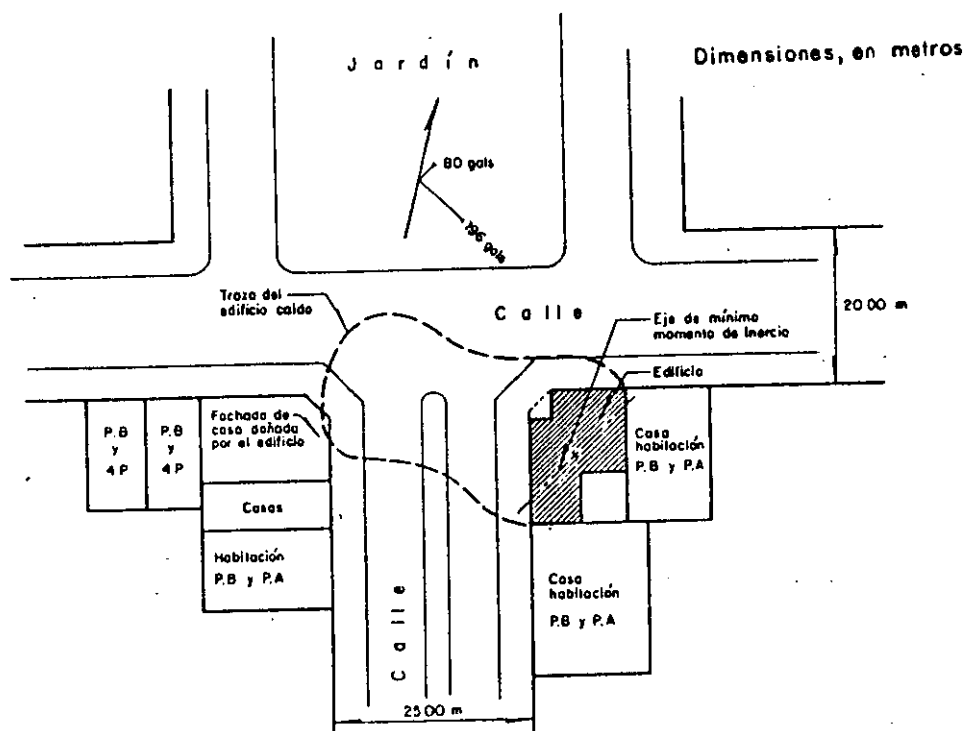 Jardín
Dimensiones, en metros
80 gals
196 gals
Traza del
edificio caído
Calle
Eje de mínimo
momento de Inercia
20 00 m
Edificio
P.B
y
4P
P.B
y
4P
Fachada de
casa dañada
por el edificio
Casa
habitación
P.B y P.A
Casas
Habitación
P.B y P.A
Casa
habitación
P.B y P.A
Calle
25 00 m